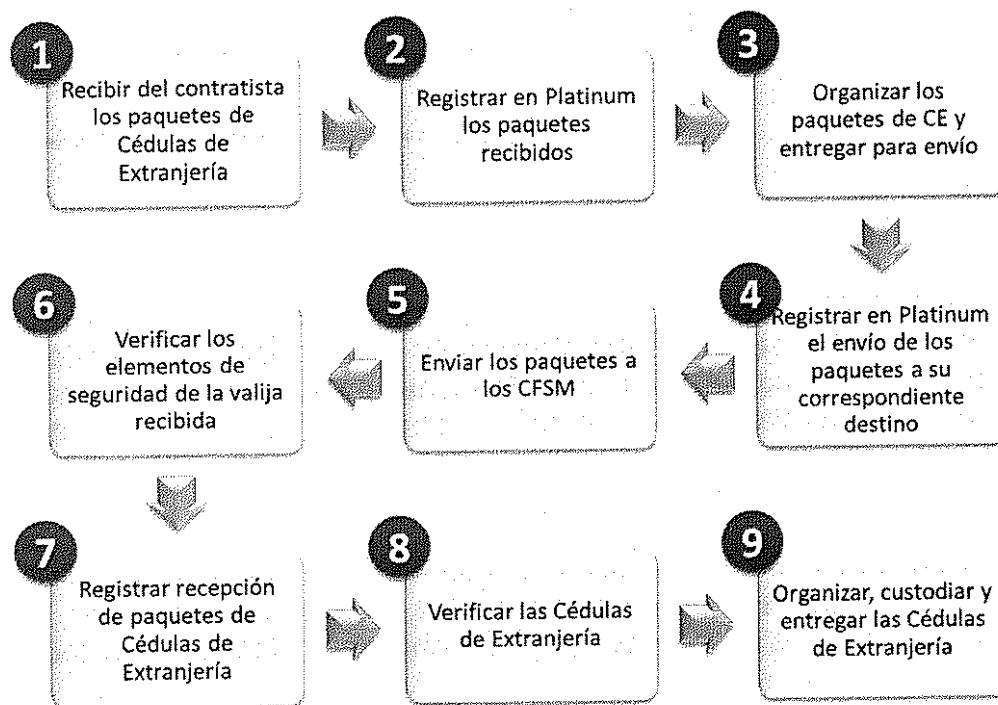 1
Recibir del contratista
los paquetes de
Cédulas de
Extranjería
2
Registrar en Platinum
los paquetes
recibidos
3
Organizar los
paquetes de CE y
entregar para envío
4
Registrar en Platinum
el envío de los
paquetes a su
correspondiente
destino
5
Enviar los paquetes a
los CFSM
6
Verificar los
elementos de
seguridad de la valija
recibida
7
Registrar recepción
de paquetes de
Cédulas de
Extranjería
8
Verificar las Cédulas
de Extranjería
9
Organizar, custodiar y
entregar las Cédulas
de Extranjería